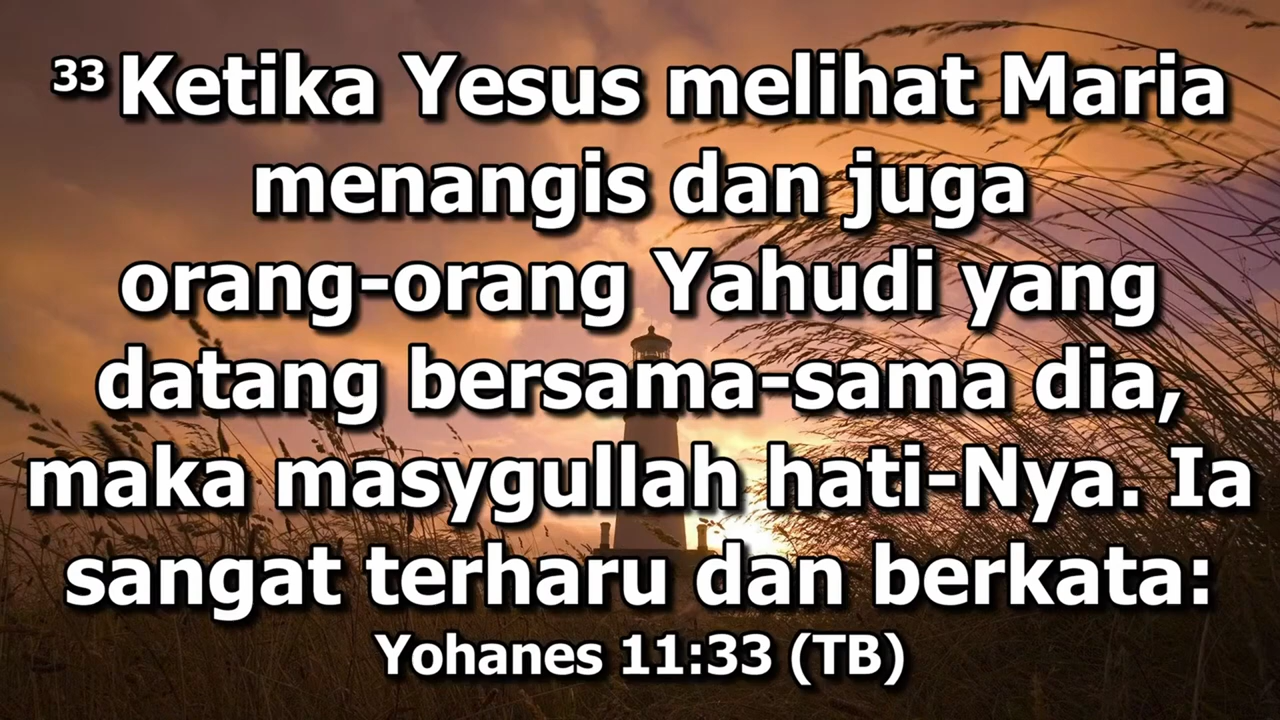 33 Ketika Yesus melihat Maria
menangis dan juga
orang-orang Yahudi yang
datang bersama-sama dia,
maka masygullah hati-Nya. Ia
sangat terharu dan berkata:
Yohanes 11:33 (TB)